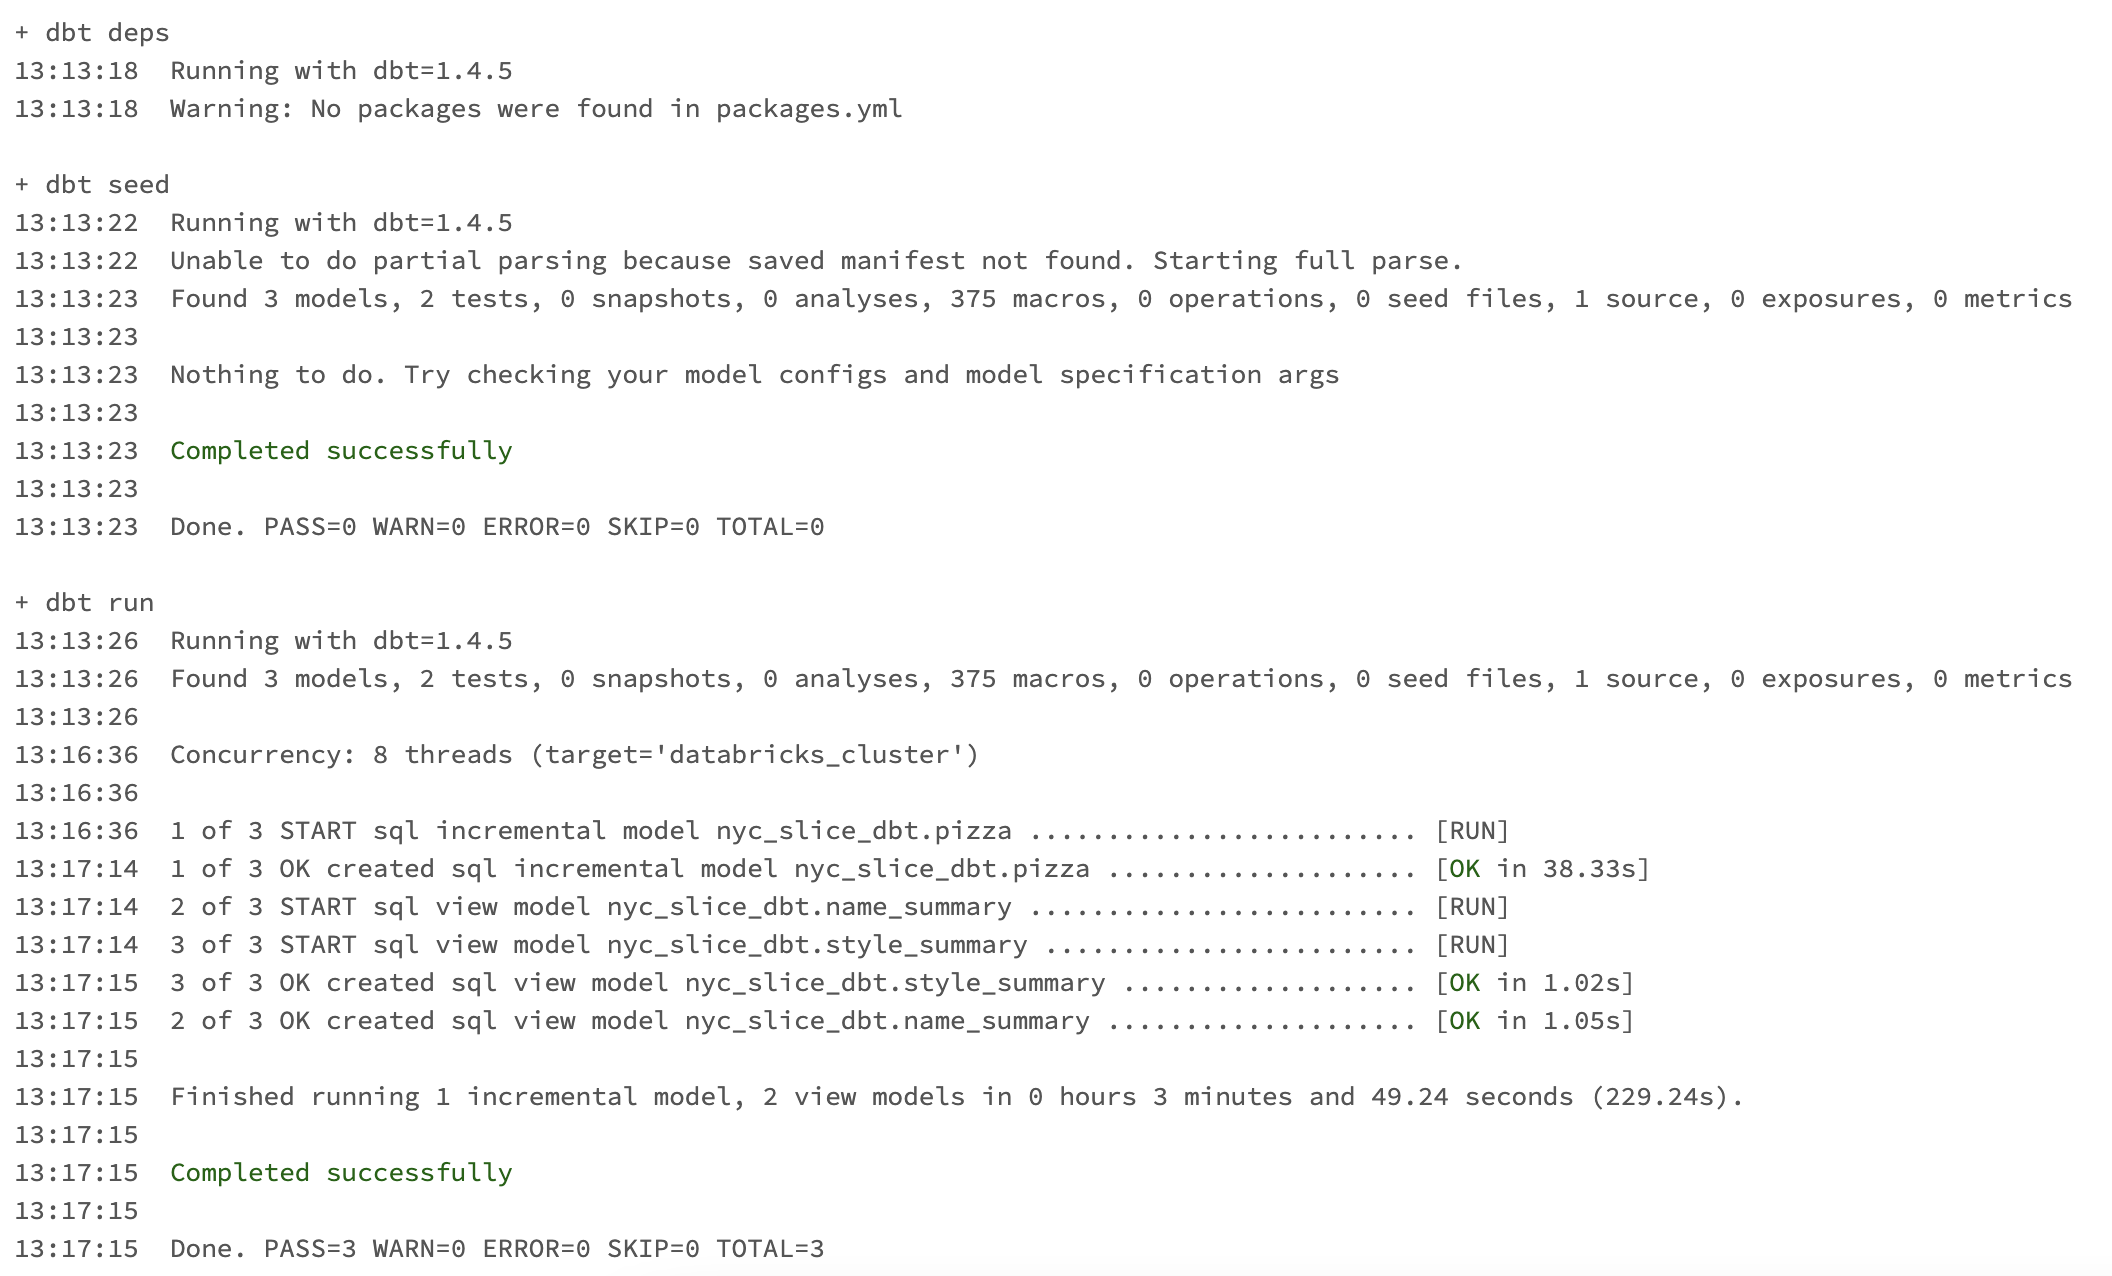 + dbt deps
13:13:18  Running with dbt=1.4.5
13:13:18  Warning: No packages were found in packages.yml
+ dbt seed
13:13:22  Running with dbt=1.4.5
13:13:22  Unable to do partial parsing because saved manifest not found. Starting full parse.
13:13:23  Found 3 models, 2 tests, 0 snapshots, 0 analyses, 375 macros, 0 operations, 0 seed files, 1 source, 0 exposures, 0 metrics
13:13:23
13:13:23  Nothing to do. Try checking your model configs and model specification args
13:13:23
13:13:23  Completed successfully
13:13:23
13:13:23  Done. PASS=0 WARN=0 ERROR=0 SKIP=0 TOTAL=0
+ dbt run
13:13:26  Running with dbt=1.4.5
13:13:26  Found 3 models, 2 tests, 0 snapshots, 0 analyses, 375 macros, 0 operations, 0 seed files, 1 source, 0 exposures, 0 metrics
13:13:26
13:16:36  Concurrency: 8 threads (target='databricks_cluster')
13:16:36
13:16:36  1 of 3 START sql incremental model nyc_slice_dbt.pizza ......................... [RUN]
13:17:14  1 of 3 OK created sql incremental model nyc_slice_dbt.pizza .................... [OK in 38.33s]
13:17:14  2 of 3 START sql view model nyc_slice_dbt.name_summary ......................... [RUN]
13:17:14  3 of 3 START sql view model nyc_slice_dbt.style_summary ........................ [RUN]
13:17:15  3 of 3 OK created sql view model nyc_slice_dbt.style_summary ................... [OK in 1.02s]
13:17:15  2 of 3 OK created sql view model nyc_slice_dbt.name_summary .................... [OK in 1.05s]
13:17:15
13:17:15  Finished running 1 incremental model, 2 view models in 0 hours 3 minutes and 49.24 seconds (229.24s).
13:17:15
13:17:15  Completed successfully
13:17:15
13:17:15  Done. PASS=3 WARN=0 ERROR=0 SKIP=0 TOTAL=3